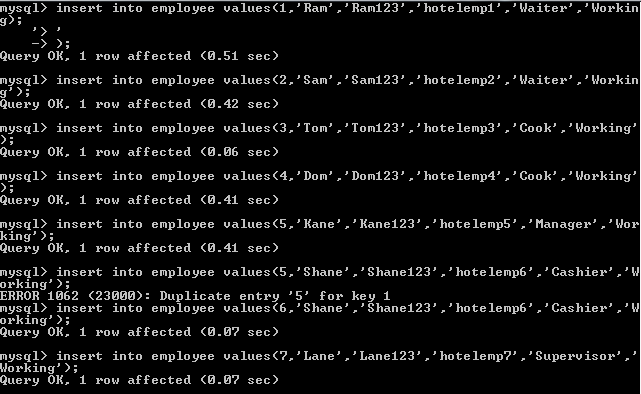 mysql> insert into employee values(1,'Ram','Ram123','hotelemp1','Waiter','Workin
g);
    '> '
    -> );
Query OK, 1 row affected (0.51 sec)
mysql> insert into employee values(2,'Sam','Sam123','hotelemp2','Waiter','Workin
g');
Query OK, 1 row affected (0.42 sec)
mysql> insert into employee values(3,'Tom','Tom123','hotelemp3','Cook','Working'
);
Query OK, 1 row affected (0.06 sec)
mysql> insert into employee values(4,'Dom','Dom123','hotelemp4','Cook','Working'
);
Query OK, 1 row affected (0.41 sec)
mysql> insert into employee values(5,'Kane','Kane123','hotelemp5','Manager','Wor
king');
Query OK, 1 row affected (0.41 sec)
mysql> insert into employee values(5,'Shane','Shane123','hotelemp6','Cashier','W
orking');
ERROR 1062 (23000): Duplicate entry '5' for key 1
mysql> insert into employee values(6,'Shane','Shane123','hotelemp6','Cashier','W
orking');
Query OK, 1 row affected (0.07 sec)
mysql> insert into employee values(7,'Lane','Lane123','hotelemp7','Supervisor','
Working');
Query OK, 1 row affected (0.07 sec)